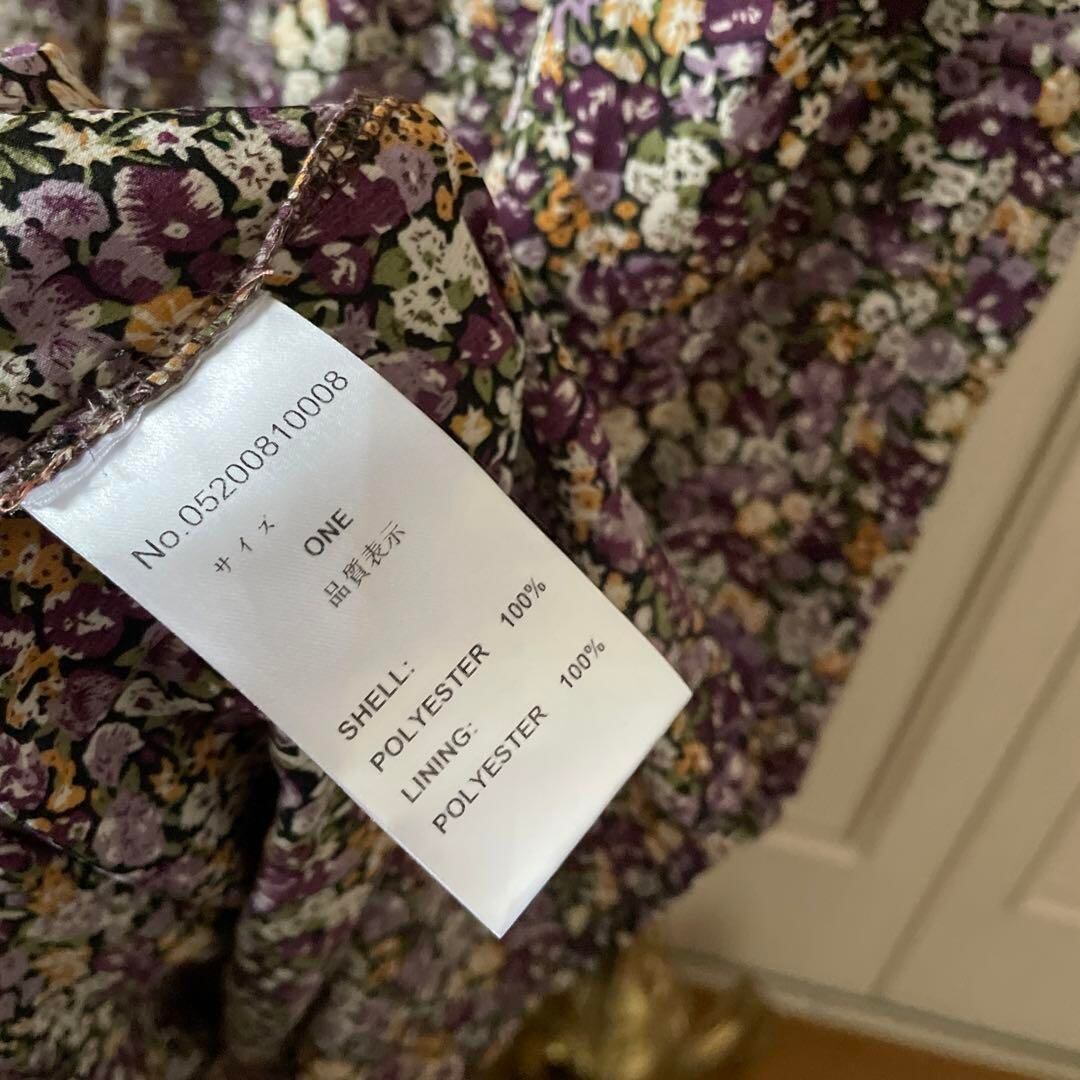 No.05200810008
サイズ ONE
品質表示
SHELL:
POLYESTER 100%
LINING:
POLYESTER 100%